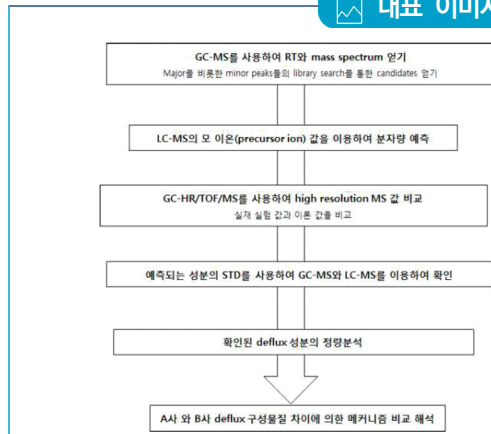 대표 이미지
GC-MS를 사용하여 RT와 mass spectrum 얻기
Major를 비롯한 minor peaks들의 library search를 통한 candidates 얻기
LC-MS의 모 이온(precursor ion) 값을 이용하여 분자량 예측
GC-HR/TOF/MS를 사용하여 high resolution MS 값 비교
실재 실험 값과 이론 값을 비교
예측되는 성분의 STD를 사용하여 GC-MS와 LC-MS를 이용하여 확인
확인된 deflux 성분의 정량분석
A사 와 B사 deflux 구성물질 차이에 의한 메커니즘 비교 해석